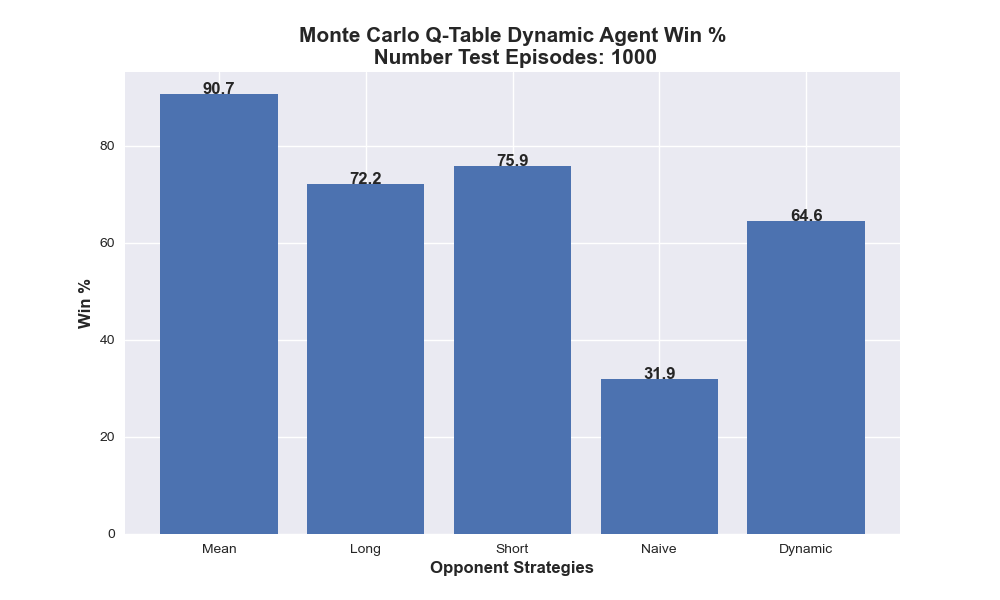 Monte Carlo Q-Table Dynamic Agent Win %
Number Test Episodes: 1000
90.7
72.2
75.9
31.9
64.6
80
60
40
20
0
Win %
Mean
Long
Short
Naive
Dynamic
Opponent Strategies